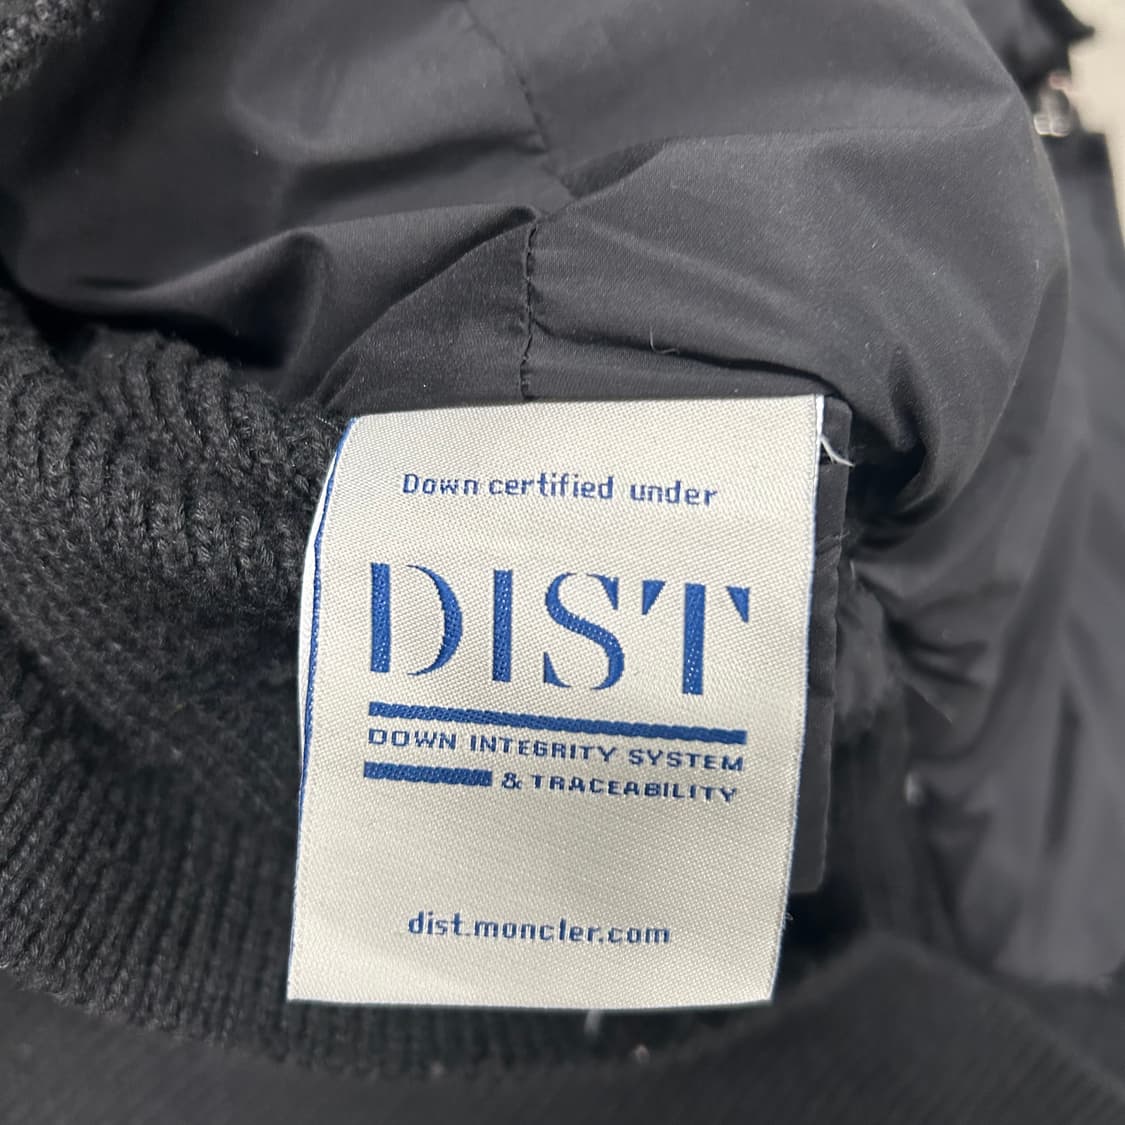 Down certified under
DIST
DOWN INTEGRITY SYSTEM
& TRACEABILITY
dist.moncler.com